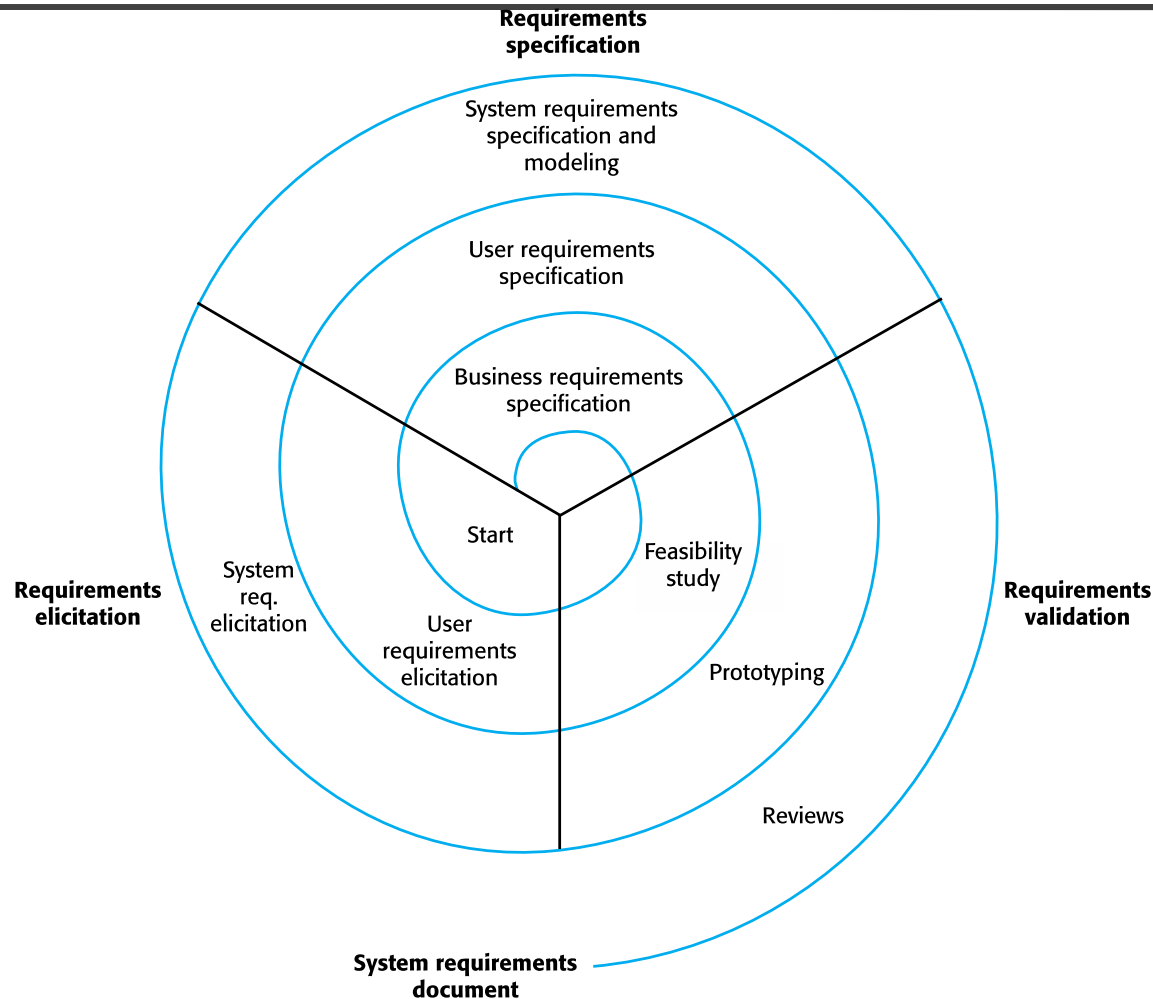 Requirements
specification
System requirements
specification and
modeling
User requirements
specification
Business requirements
specification
Start
Feasibility
study
System
req.
elicitation
Requirements
elicitation
Requirements
validation
User
requirements
elicitation
Prototyping
Reviews
System requirements
document